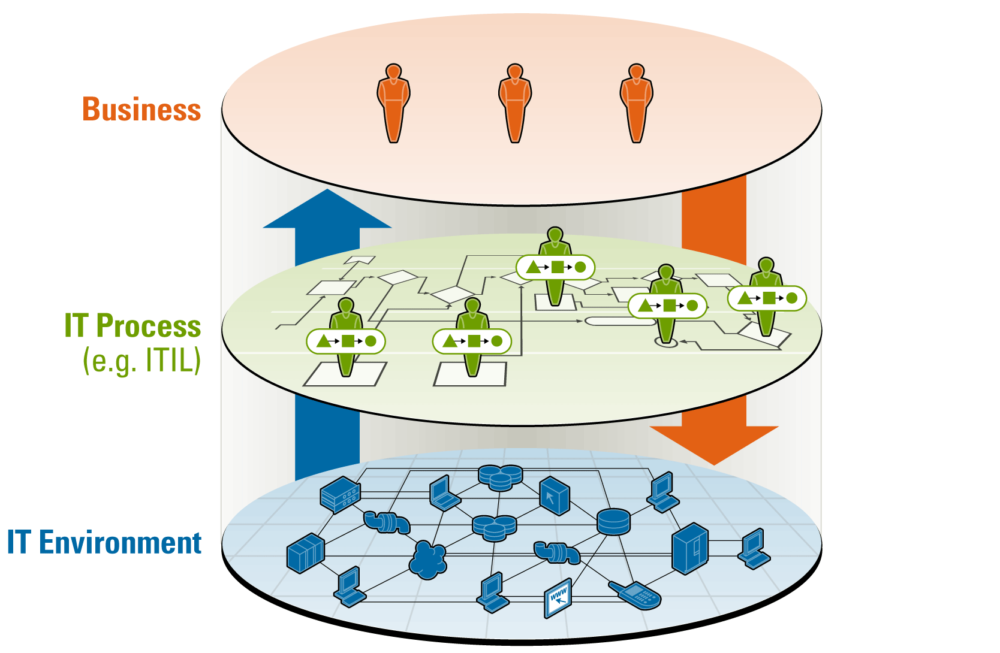 Business
IT Process
(e.g. ITIL)
IT Environment
www